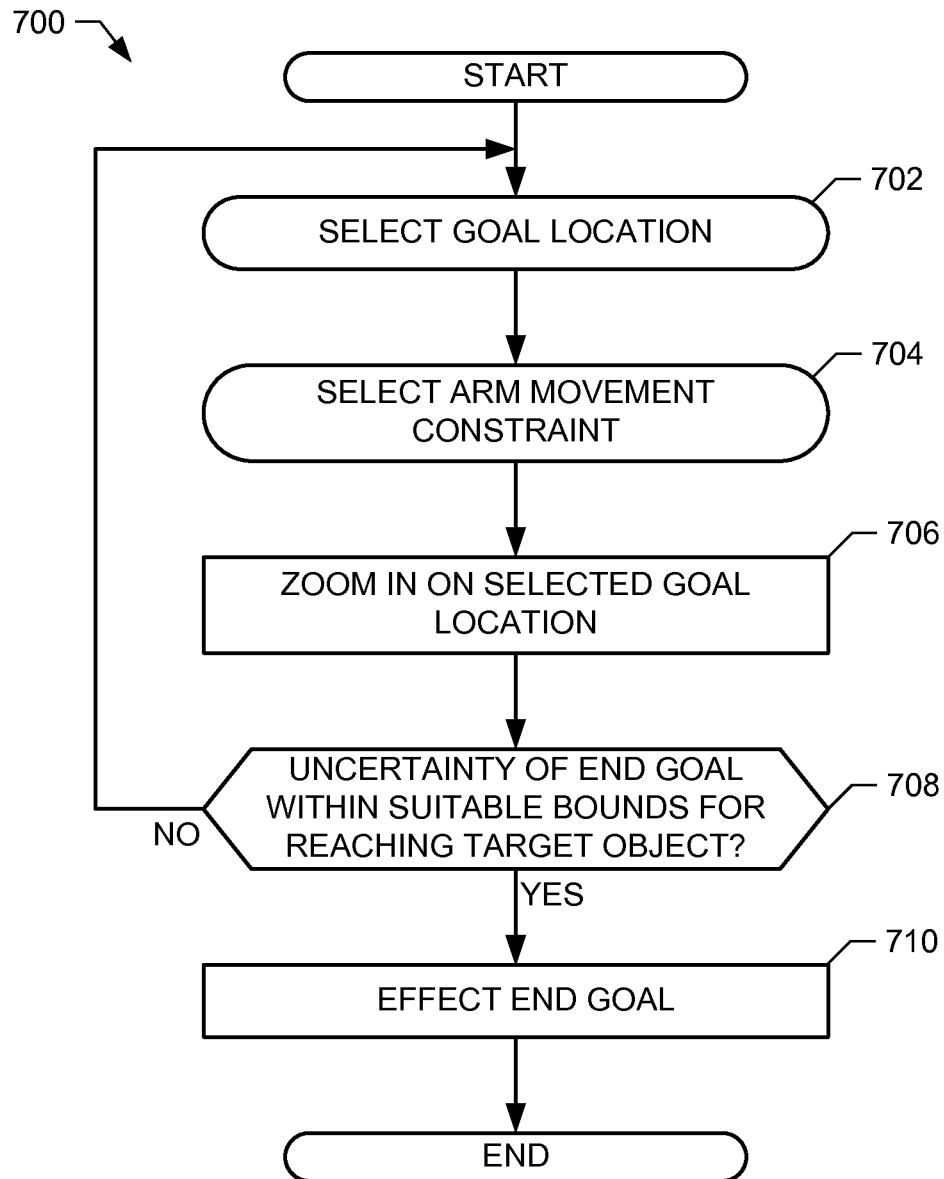 700
START
702
SELECT GOAL LOCATION
704
SELECT ARM MOVEMENT
CONSTRAINT
706
ZOOM IN ON SELECTED GOAL
LOCATION
UNCERTAINTY OF END GOAL
WITHIN SUITABLE BOUNDS FOR
REACHING TARGET OBJECT?
708
NO
YES
710
EFFECT END GOAL
END